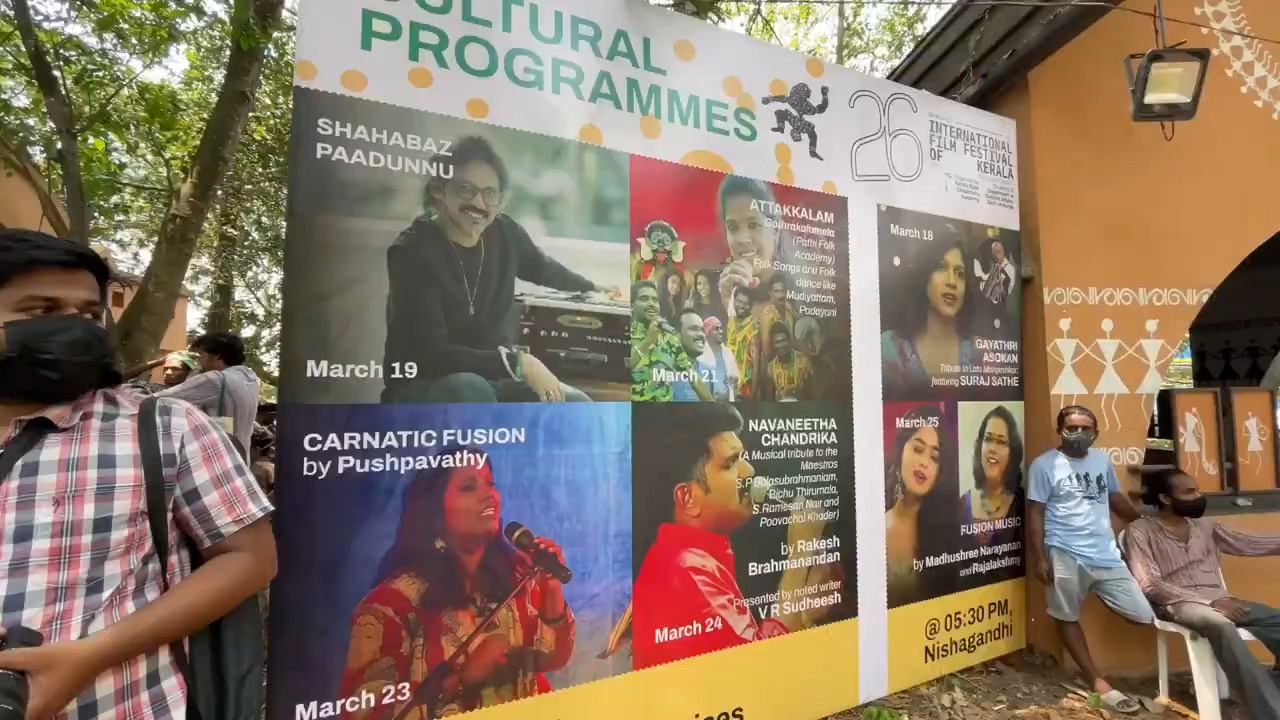 CULTURAL
PROGRAMMES
26
INTERNATIONAL
FILM FESTIVAL
OF KERALA
SHAHABAZ
PAADUNNU
March 19
ATTAKKALAM
Gothrakalamela
(Pathi Folk
Academy)
Folk Songs and Folk
dance like
Mudiyattam,
Padayani
March 21
March 18
GAYATHRI
ASOKAN
Tribute to Lata Mangeshkar;
featuring SURAJ SATHE
CARNATIC FUSION
by Pushpavathy
March 23
NAVANEETHA
CHANDRIKA
(A Musical tribute to the
Maestros
S.P Balasubrahmaniam,
Bichu Thirumala,
S.Ramesan Nair and
Poovachal Khader)
by Rakesh
Brahmanandan
Presented by noted writer
V R Sudheesh
March 24
March 25
FUSION MUSIC
by Madhushree Narayanan
and Rajalakshmy
@ 05:30 PM,
Nishagandhi